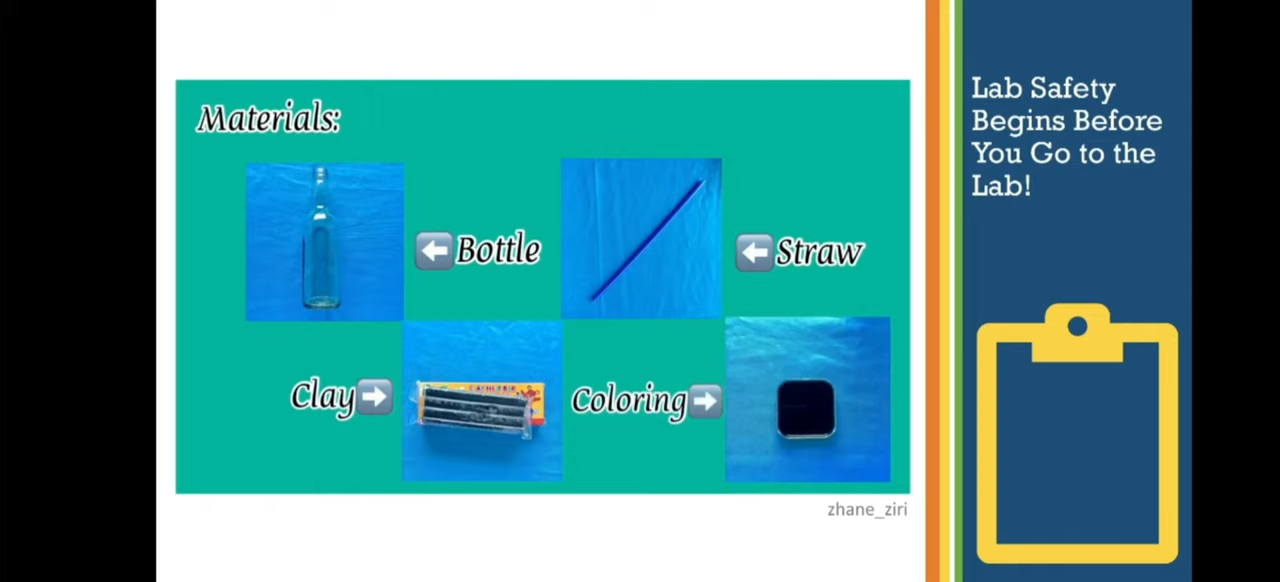 Materials:
Bottle
Straw
Clay
Coloring
zhane_ziri
Lab Safety
Begins Before
You Go to the
Lab!